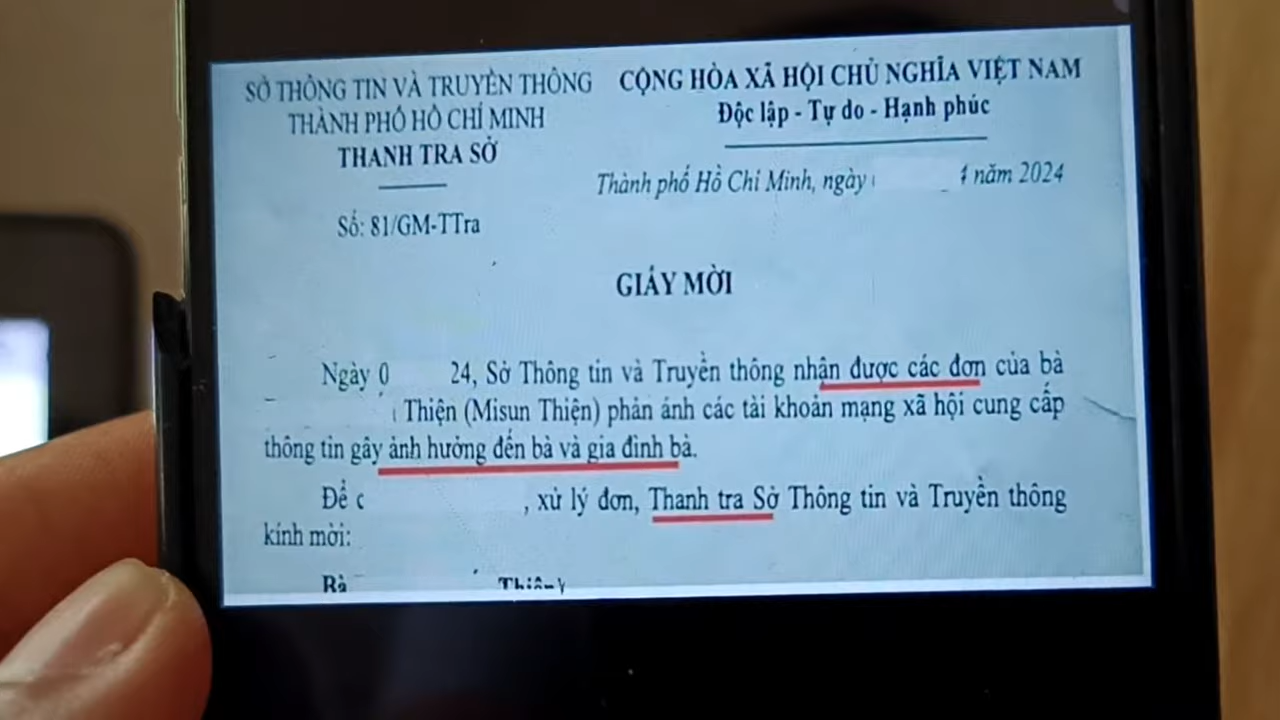 SỞ THÔNG TIN VÀ TRUYỀN THÔNG
THÀNH PHỐ HỒ CHÍ MINH
THANH TRA SỞ
Số: 81/GM-TTra
CỘNG HÒA XÃ HỘI CHỦ NGHĨA VIỆT NAM
Độc lập - Tự do - Hạnh phúc
Thành phố Hồ Chí Minh, ngày năm 2024
GIẤY MỜI
Ngày 0 24, Sở Thông tin và Truyền thông nhận được các đơn của bà
Thiện (Misun Thiện) phản ánh các tài khoản mạng xã hội cung cấp
thông tin gây ảnh hưởng đến bà và gia đình bà.
Để , xử lý đơn, Thanh tra Sở Thông tin và Truyền thông
kính mời: